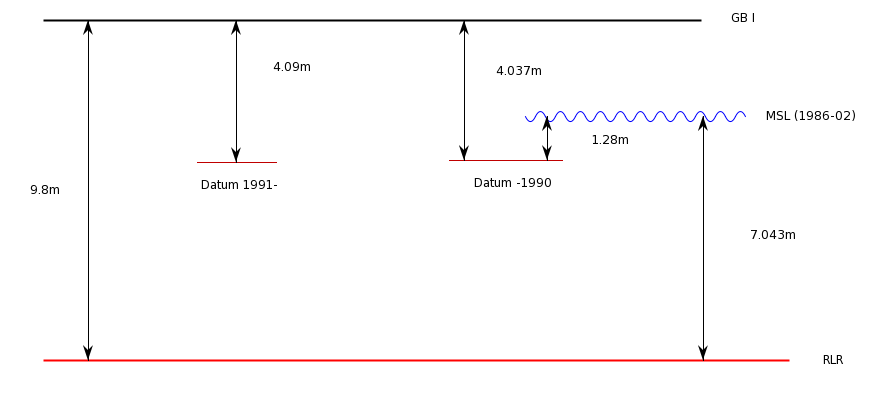 GB I
4.09m
4.037m
MSL (1986-02)
1.28m
Datum 1991-
Datum -1990
9.8m
7.043m
RLR